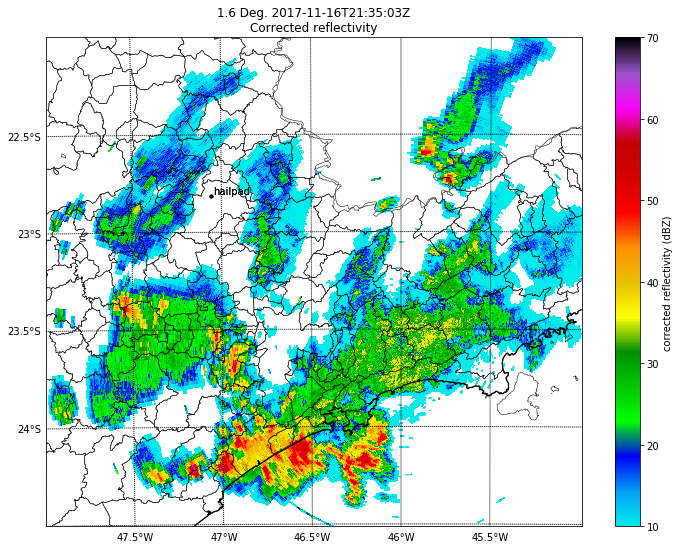 1.6 Deg. 2017-11-16T21:35:03Z
Corrected reflectivity
70
60
50
40
30
20
10
corrected reflectivity (dBZ)
22.5°S
23°S
23.5°S
24°S
hailpad
47.5°W
47°W
46.5°W
46°W
45.5°W